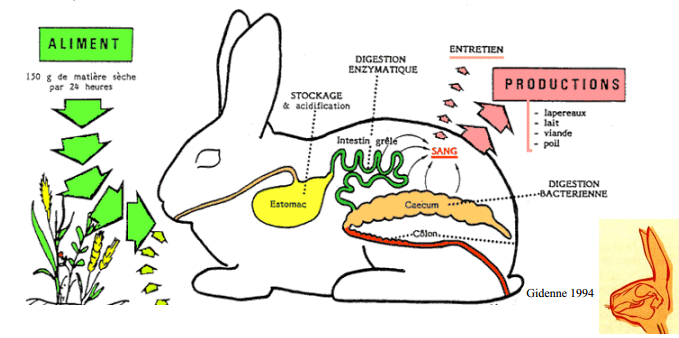 ALIMENT
150 g de matière sèche
par 24 heures
STOCKAGE
& acidification
DIGESTION
ENZYMATIQUE
ENTRETIEN
PRODUCTIONS
- lapereaux
- lait
- viande
- poil
Intestin grêle
SANG
Estomac
Caecum
DIGESTION
BACTERIENNE
Côlon
Gidenne 1994